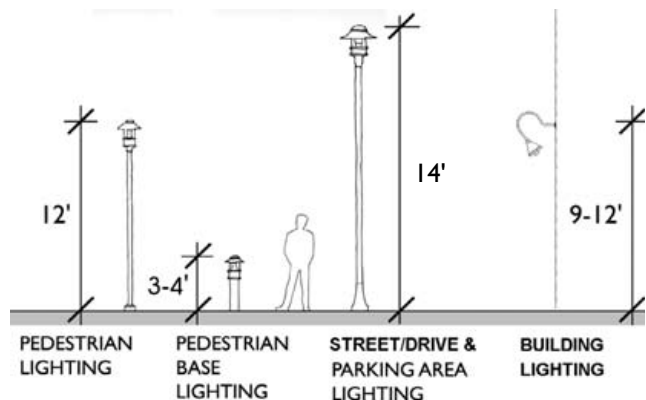 14'
12'
9-12'
3-4'
PEDESTRIAN
LIGHTING
PEDESTRIAN
BASE
LIGHTING
STREET/DRIVE &
PARKING AREA
LIGHTING
BUILDING
LIGHTING